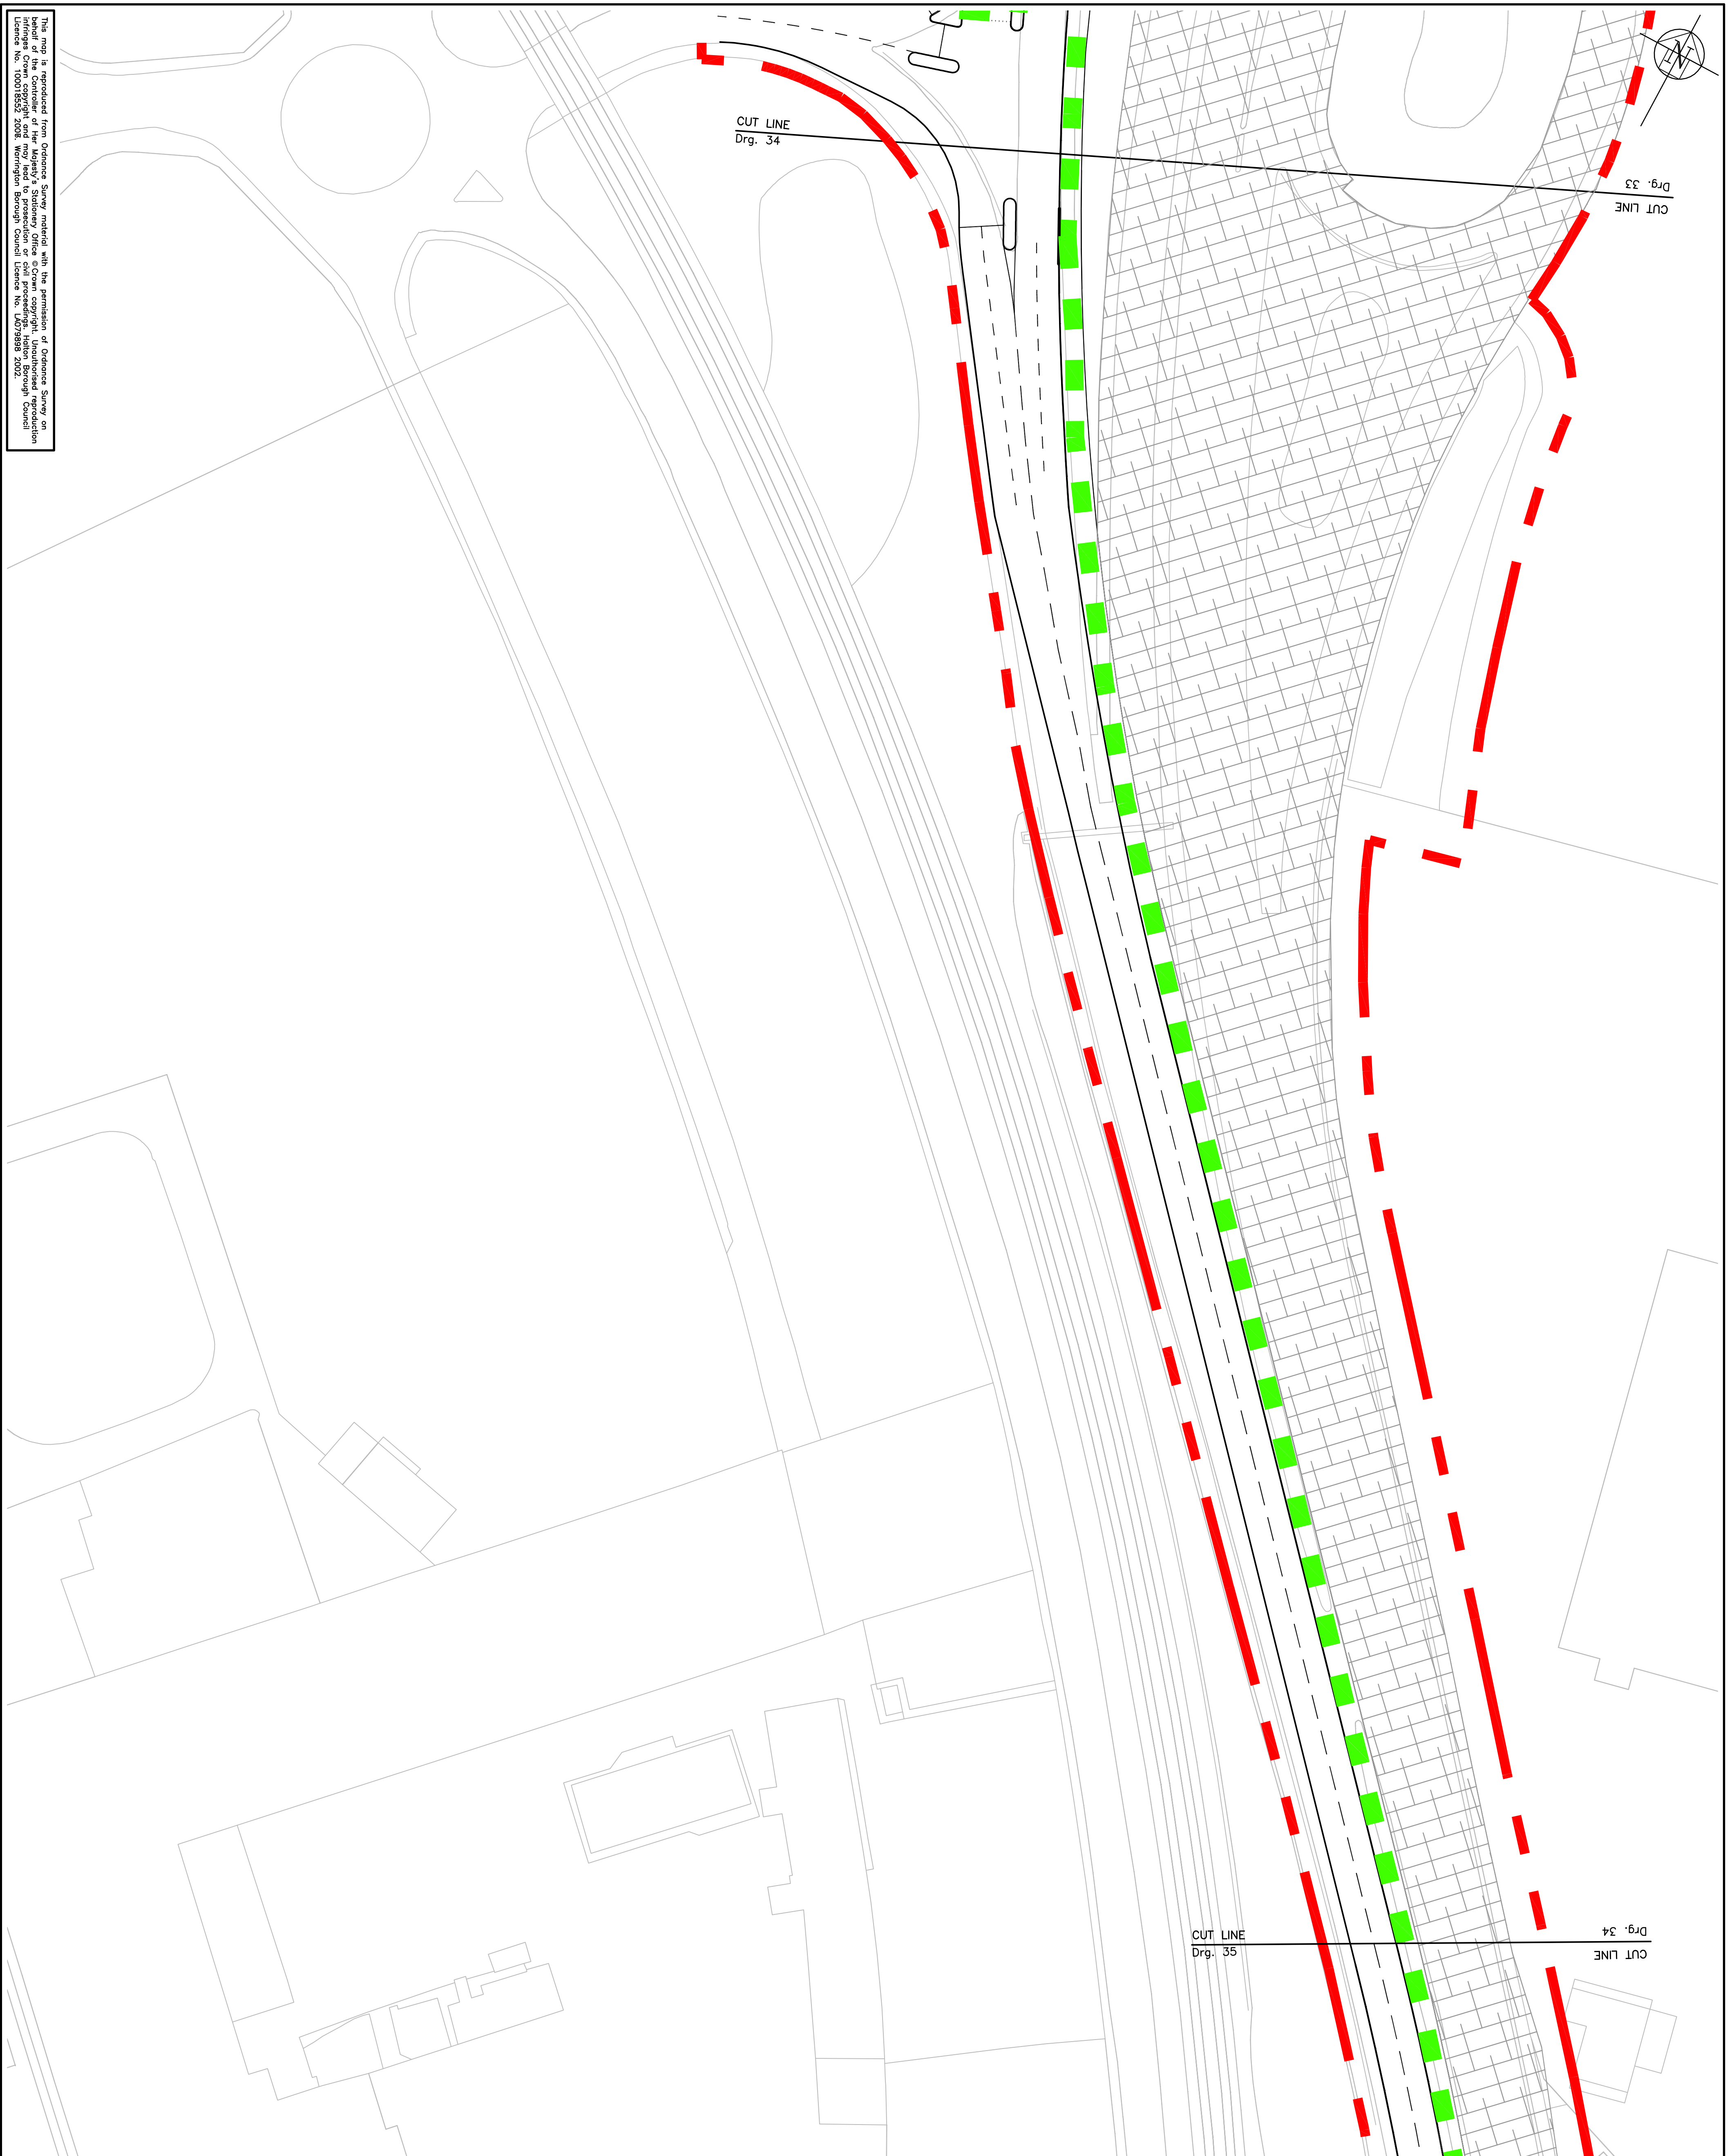 This map is reproduced from Ordnance Survey material with the permission of Ordnance Survey on
behalf of the Controller of Her Majesty's Stationery Office © Crown copyright. Unauthorised reproduction
infringes Crown copyright and may lead to prosecution or civil proceedings. Halton Borough Council
Licence No. 100018552 2008. Warrington Borough Council Licence No. LA079898 2002.
N
CUT LINE
Drg. 34
Drg. 33
CUT LINE
CUT LINE
Drg. 35
Drg. 34
CUT LINE